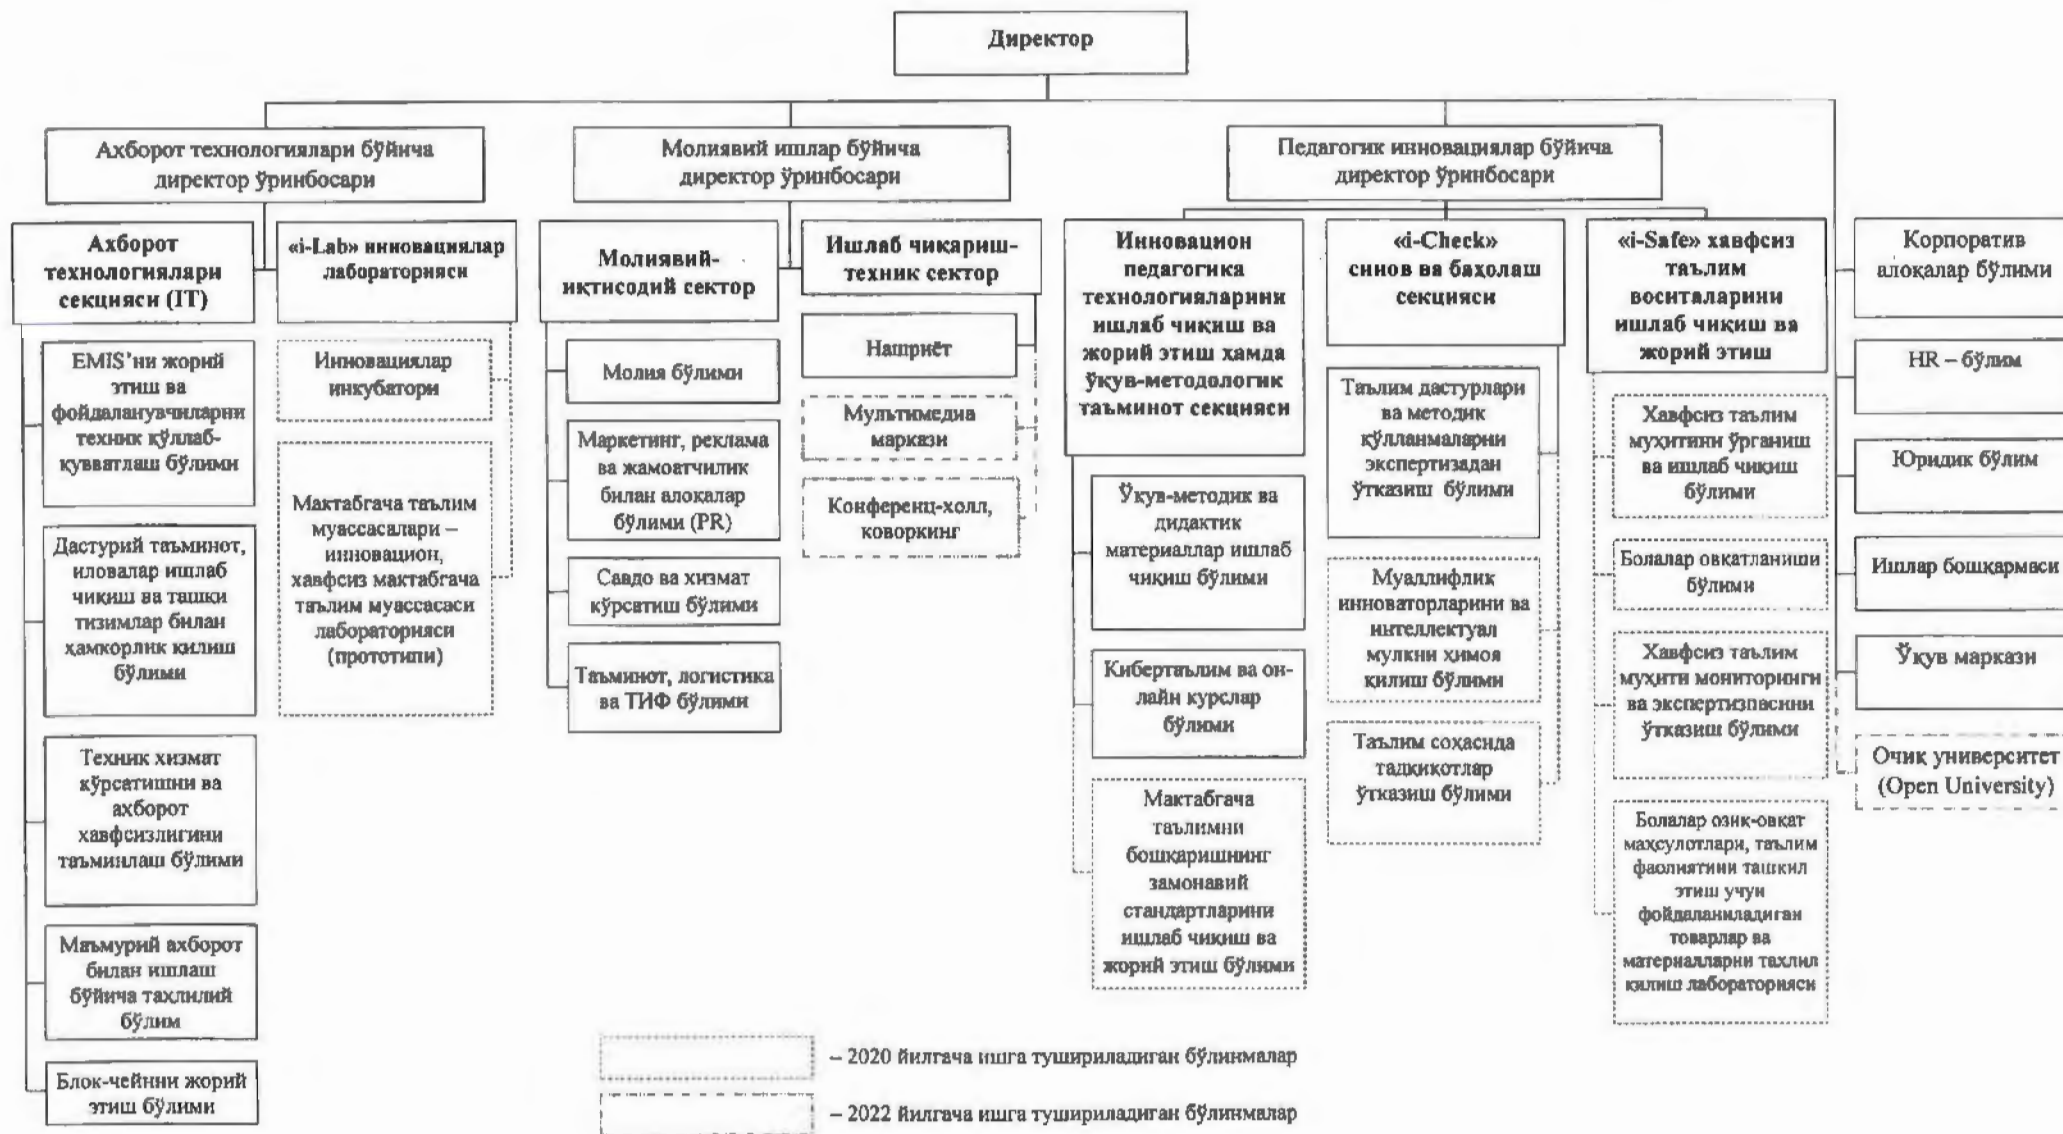 Директор
Ахборот технологиялари бўйича
директор ўринбосари
Молиявий ишлар бўйича
директор ўринбосари
Педагогик инновациялар бўйича
директор ўринбосари
Ахборот
технологиялари
секцияси (IT)
EMIS'ни жорий
этиш ва
фойдаланувчиларни
техник қўллаб-
қувватлаш бўлими
Дастурий таъминот,
иловалар ишлаб
чиқиш ва ташқи
тизимлар билан
ҳамкорлик қилиш
бўлими
Техник хизмат
кўрсатишни ва
ахборот
хавфсизлигини
таъминлаш бўлими
Маъмурий ахборот
билан ишлаш
бўйича таҳлилий
бўлим
Блок-чейнни жорий
этиш бўлими
«i-Lab» инновациялар
лабораторияси
Инновациялар
инкубатори
Мактабгача таълим
муассасалари –
инновацион,
хавфсиз мактабгача
таълим муассасаси
лабораторияси
(прототипи)
Молиявий-
иқтисодий сектор
Молия бўлими
Маркетинг, реклама
ва жамоатчилик
билан алоқалар
бўлими (PR)
Савдо ва хизмат
кўрсатиш бўлими
Таъминот, логистика
ва ТИФ бўлими
Ишлаб чиқариш-
техник сектор
Нашриёт
Мультимедиа
маркази
Конференц-холл,
коворкинг
Инновацион
педагогика
технологияларини
ишлаб чиқиш ва
жорий этиш ҳамда
ўқув-методологик
таъминот секцияси
Ўқув-методик ва
дидактик
материаллар ишлаб
чиқиш бўлими
Кибертаълим ва он-
лайн курслар
бўлими
Мактабгача
таълимни
бошқаришнинг
замонавий
стандартларини
ишлаб чиқиш ва
жорий этиш бўлими
«i-Check»
синов ва баҳолаш
секцияси
Таълим дастурлари
ва методик
қўлланмаларни
экспертизадан
ўтказиш бўлими
Муаллифлик
инноваторларини ва
интеллектуал
мулкни ҳимоя
қилиш бўлими
Таълим соҳасида
тадқиқотлар
ўтказиш бўлими
«i-Safe» хавфсиз
таълим
воситаларини
ишлаб чиқиш ва
жорий этиш
Хавфсиз таълим
муҳитини ўрганиш
ва ишлаб чиқиш
бўлими
Болалар овқатланиши
бўлими
Хавфсиз таълим
муҳити мониторинги
ва экспертизпасини
ўтказиш бўлими
Болалар озиқ-овқат
маҳсулотлари, таълим
фаолиятини ташкил
этиш учун
фойдаланиладиган
товарлар ва
материалларни таҳлил
қилиш лабораторияси
Корпоратив
алоқалар бўлими
HR – бўлим
Юридик бўлим
Ишлар бошқармаси
Ўқув маркази
Очиқ университет
(Open University)
– 2020 йилгача ишга тушириладиган бўлинмалар
– 2022 йилгача ишга тушириладиган бўлинмалар